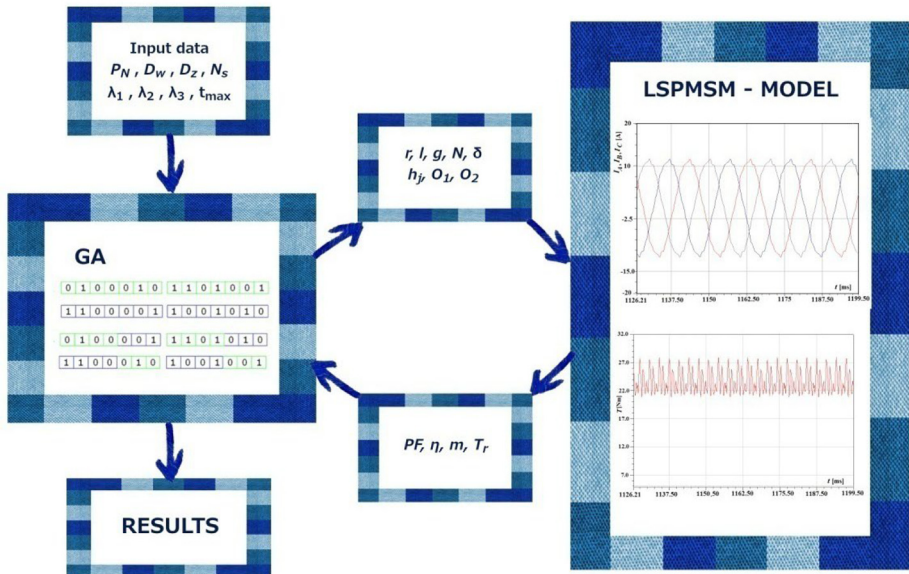 Input data
P_N , D_w , D_z , N_s
λ_1 , λ_2 , λ_3 , t_max
GA
0 1 0 0 0 1 0 1 1 0 1 0 0 1
1 1 0 0 0 0 1 1 0 0 1 0 1 0
0 1 0 0 0 0 1 1 1 0 1 0 1 0
1 1 0 0 0 1 0 1 0 0 1 0 0 1
RESULTS
r, l, g, N, δ
h_j, O_1, O_2
PF, η, m, T_r
LSPMSM - MODEL
I_A, I_B, I_C [A]
20
10
-2.5
-15.0
-20
t [ms]
1126.21 1137.50 1150 1162.50 1175 1187.50 1199.50
T [Nm]
32.0
27.0
22.0
17.0
12.0
7.0
t [ms]
1126.21 1137.50 1150,50 1162.50 1175.50 1187.50 1199.50